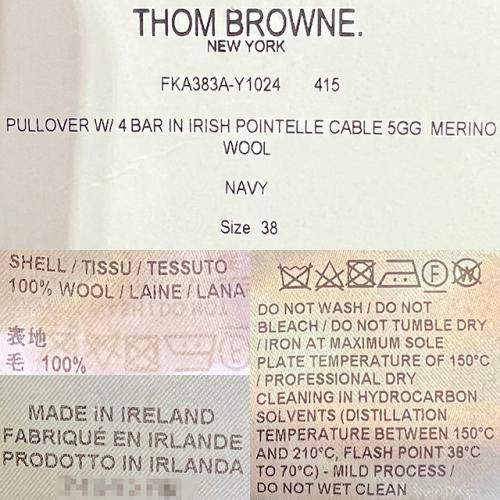 THOM BROWNE.
NEW YORK
FKA383A-Y1024 415
PULLOVER W/ 4 BAR IN IRISH POINTELLE CABLE 5GG MERINO
WOOL
NAVY
Size 38
SHELL / TISSU / TESSUTO
100% WOOL / LAINE / LANA
表地
毛 100%
MADE IN IRELAND
FABRIQUÉ EN IRLANDE
PRODOTTO IN IRLANDA
DO NOT WASH / DO NOT
BLEACH / DO NOT TUMBLE DRY
/ IRON AT MAXIMUM SOLE
PLATE TEMPERATURE OF 150°C
/ PROFESSIONAL DRY
CLEANING IN HYDROCARBON
SOLVENTS (DISTILLATION
TEMPERATURE BETWEEN 150°C
AND 210°C, FLASH POINT 38°C
TO 70°C) - MILD PROCESS /
DO NOT WET CLEAN